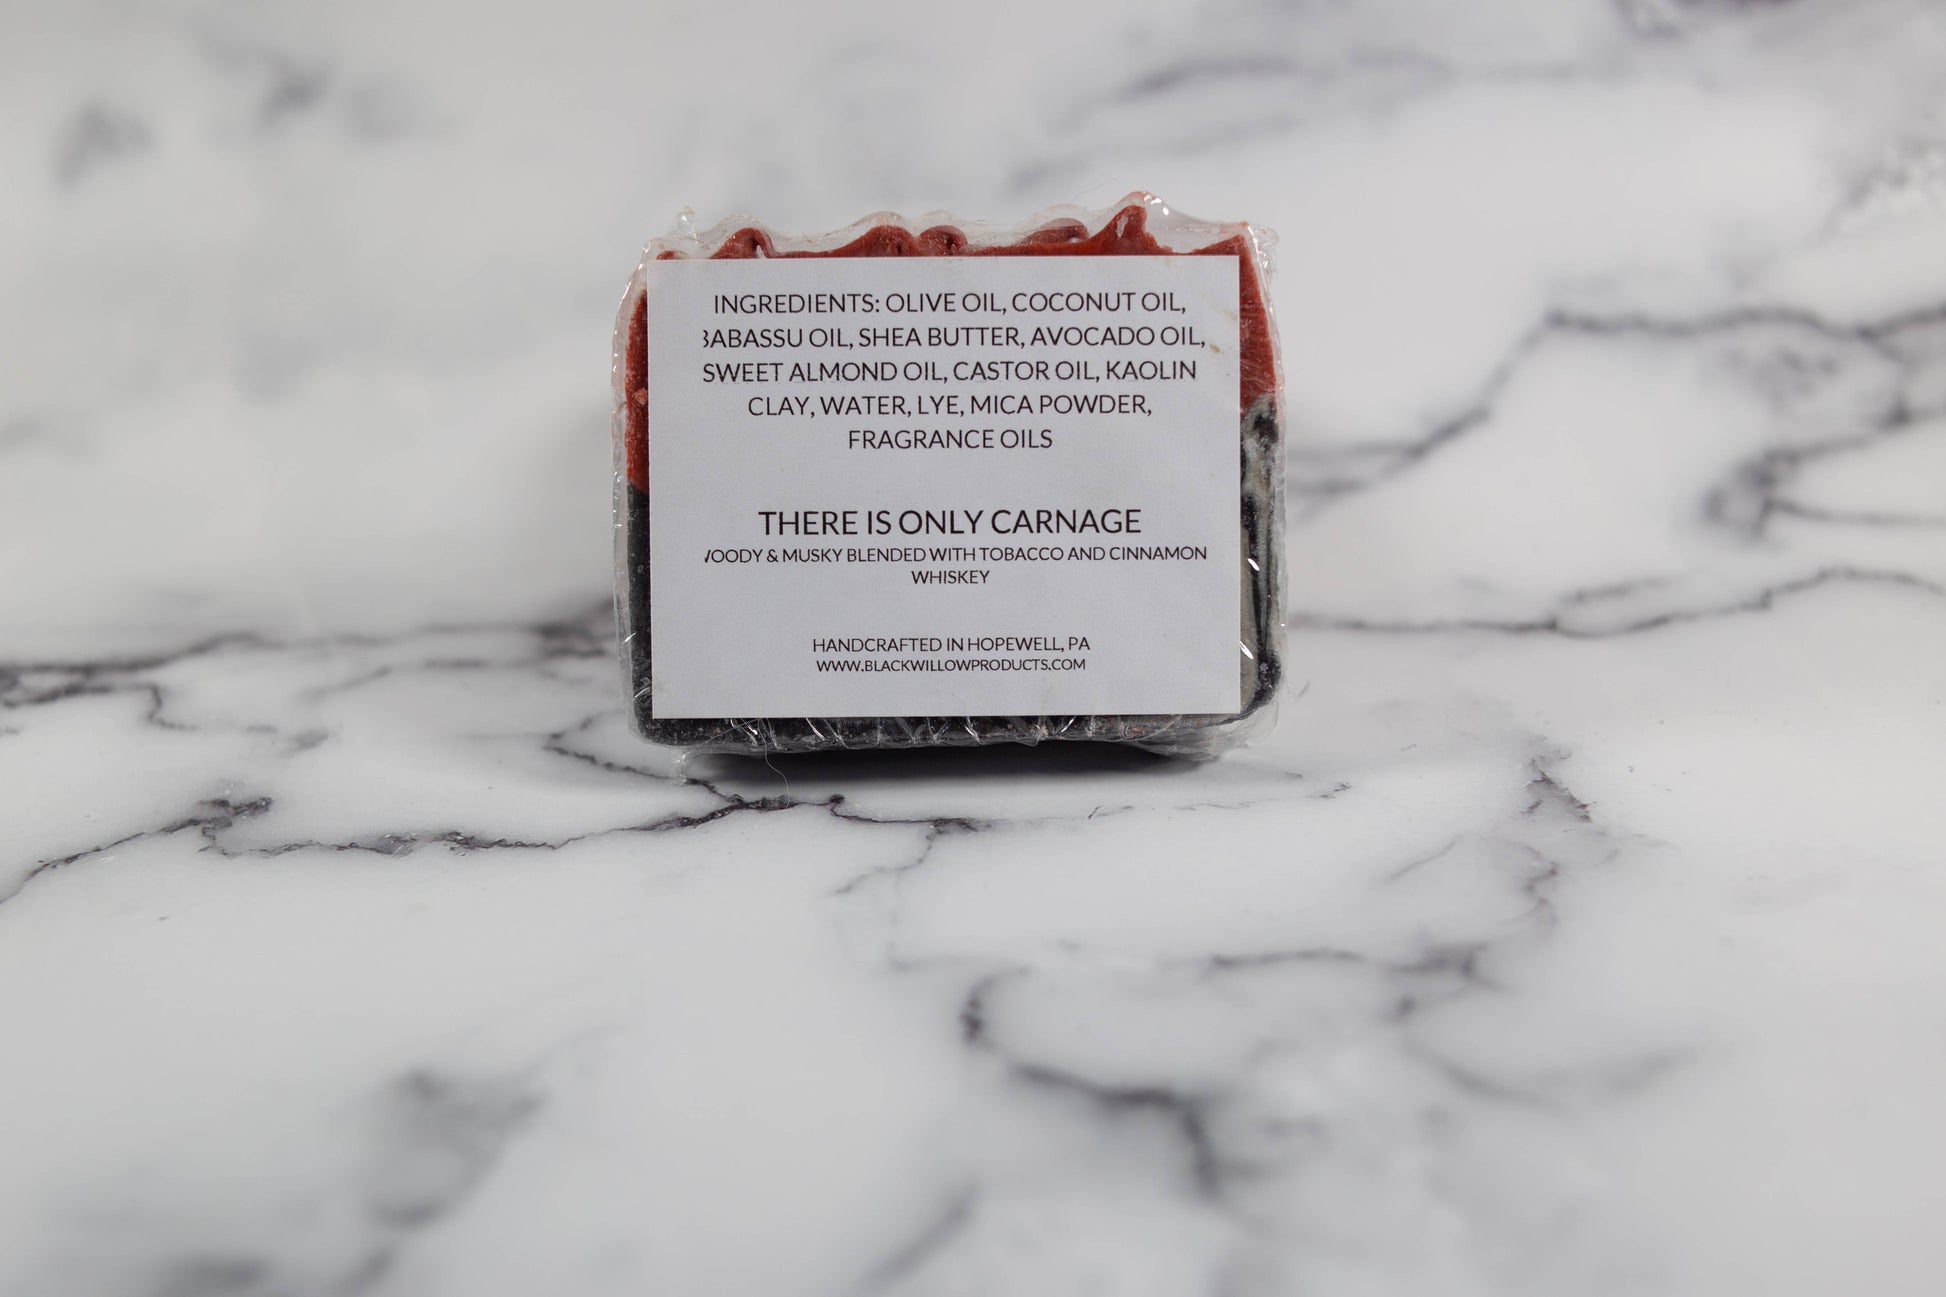 INGREDIENTS: OLIVE OIL, COCONUT OIL,
BABASSU OIL, SHEA BUTTER, AVOCADO OIL,
SWEET ALMOND OIL, CASTOR OIL, KAOLIN
CLAY, WATER, LYE, MICA POWDER,
FRAGRANCE OILS
THERE IS ONLY CARNAGE
WOODY & MUSKY BLENDED WITH TOBACCO AND CINNAMON
WHISKEY
HANDCRAFTED IN HOPEWELL, PA
WWW.BLACKWILLOWPRODUCTS.COM